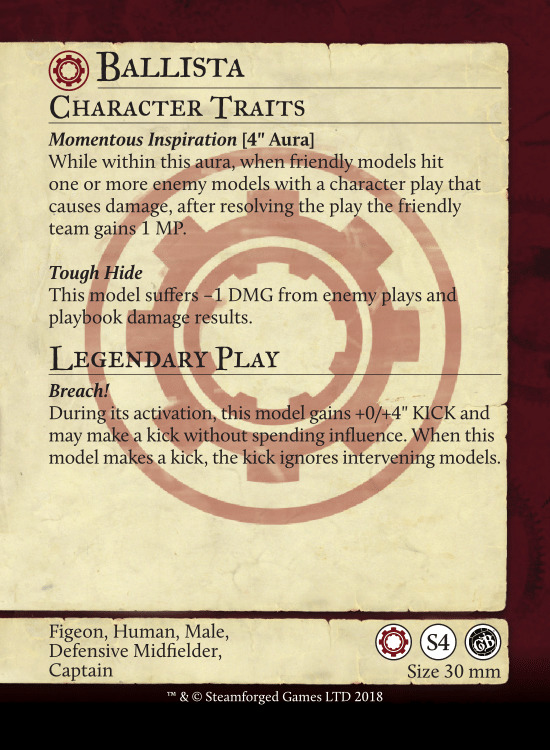 Ballista
Character Traits
Momentous Inspiration [4" Aura]
While within this aura, when friendly models hit
one or more enemy models with a character play that
causes damage, after resolving the play the friendly
team gains 1 MP.
Tough Hide
This model suffers –1 DMG from enemy plays and
playbook damage results.
Legendary Play
Breach!
During its activation, this model gains +0/+4" KICK and
may make a kick without spending influence. When this
model makes a kick, the kick ignores intervening models.
Figeon, Human, Male,
Defensive Midfielder,
Captain
S4
GB
Size 30 mm
™ & © Steamforged Games LTD 2018